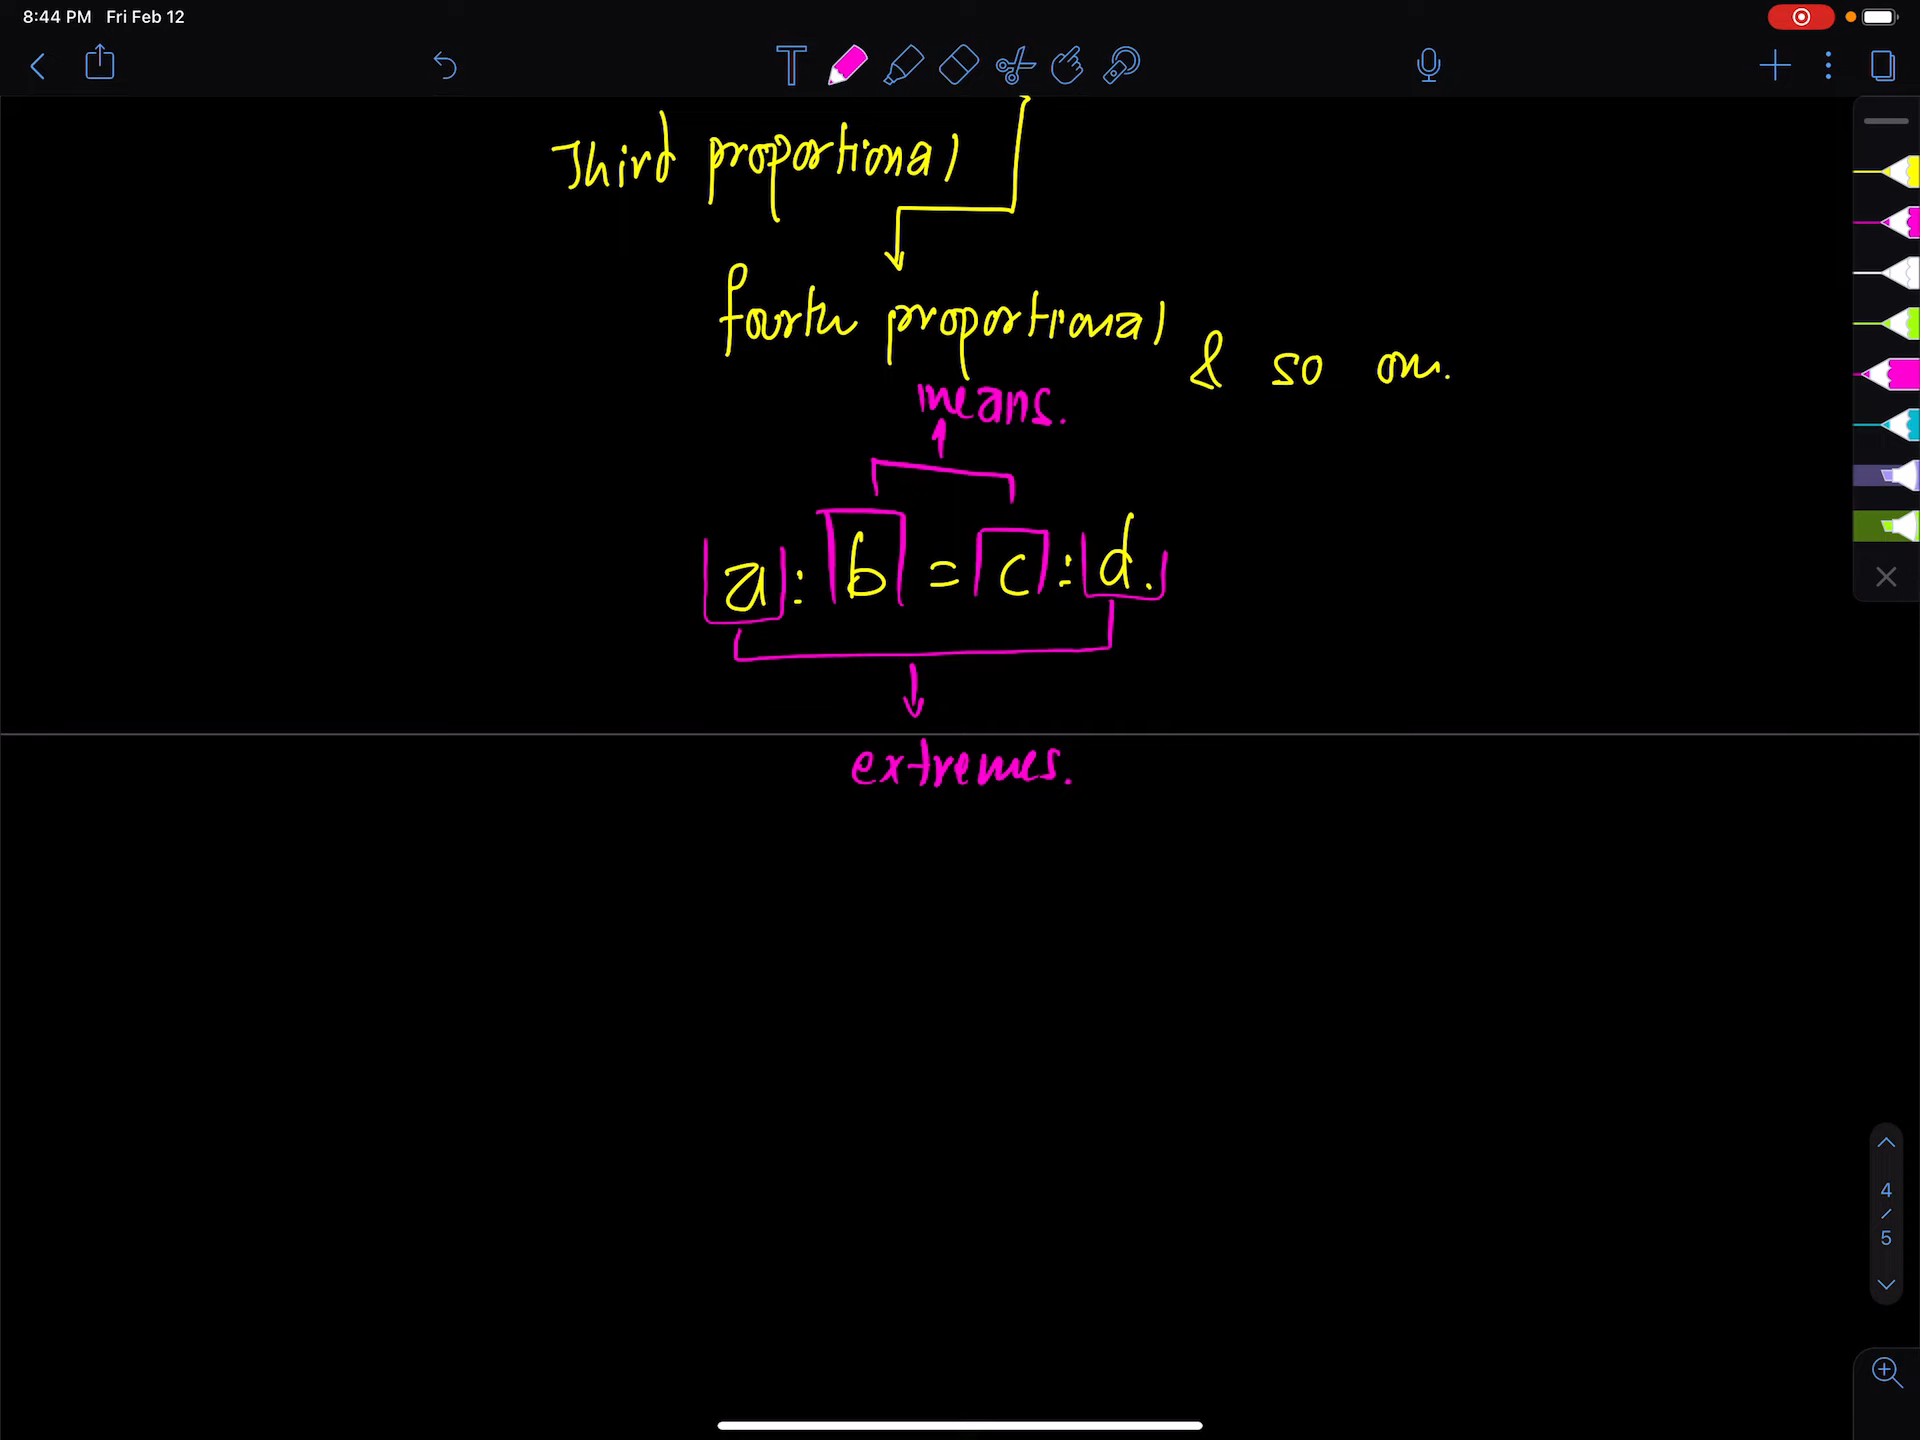 8:44 PM Fri Feb 12
Third proportional
fourth proportional & so on.
means.
a : b = c : d.
extremes.
4
/
5